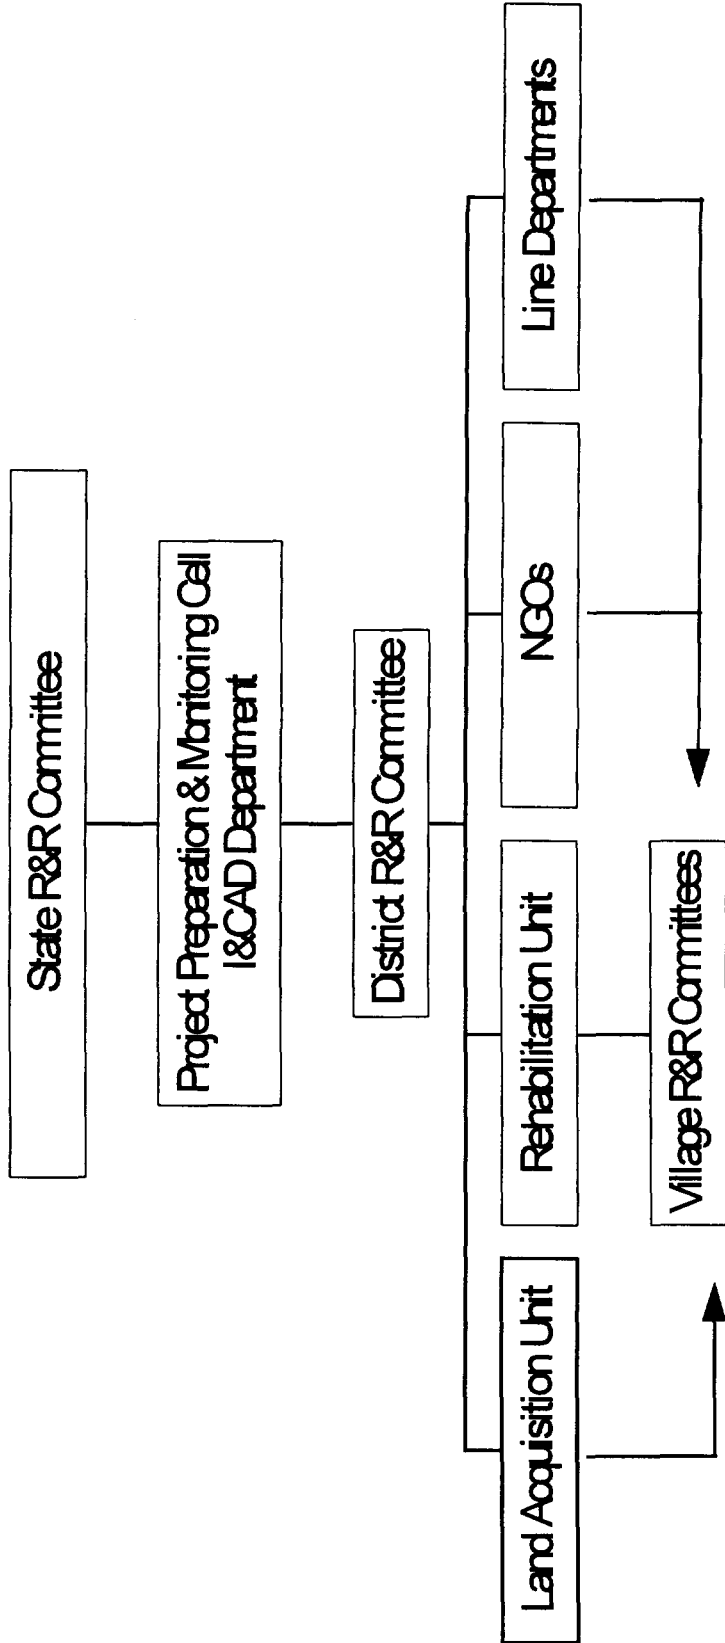 State R&R Committee
Project Preparation & Monitoring Cell
I&CAD Department
District R&R Committee
Land Acquisition Unit
Rehabilitation Unit
NGOs
Line Departments
Village R&R Committees